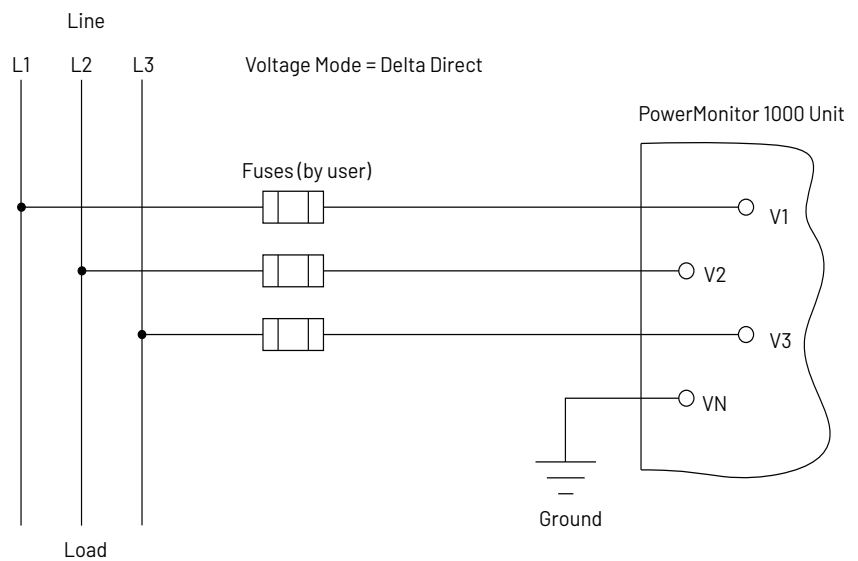 Line
L1
L2
L3
Voltage Mode = Delta Direct
PowerMonitor 1000 Unit
Fuses (by user)
V1
V2
V3
VN
Ground
Load